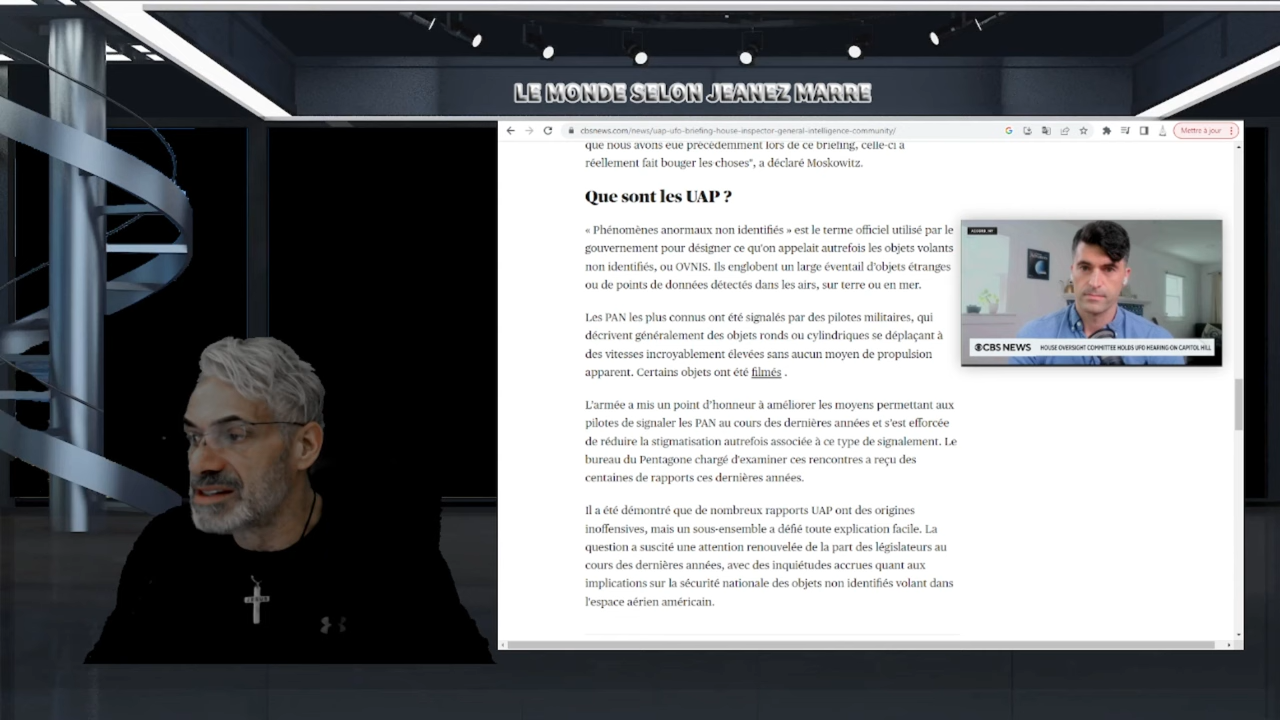 LE MONDE SELON JEANEZ MARRE
cbsnews.com/news/uap-ufo-briefing-house-inspector-general-intelligence-community/
Mettre à jour
que nous avons eue précédemment lors de ce briefing, celle-ci a
réellement fait bouger les choses", a déclaré Moskowitz.
Que sont les UAP ?
« Phénomènes anormaux non identifiés » est le terme officiel utilisé par le
gouvernement pour désigner ce qu'on appelait autrefois les objets volants
non identifiés, ou OVNIS. Ils englobent un large éventail d'objets étranges
ou de points de données détectés dans les airs, sur terre ou en mer.
Les PAN les plus connus ont été signalés par des pilotes militaires, qui
décrivent généralement des objets ronds ou cylindriques se déplaçant à
des vitesses incroyablement élevées sans aucun moyen de propulsion
apparent. Certains objets ont été filmés .
L'armée a mis un point d'honneur à améliorer les moyens permettant aux
pilotes de signaler les PAN au cours des dernières années et s'est efforcée
de réduire la stigmatisation autrefois associée à ce type de signalement. Le
bureau du Pentagone chargé d'examiner ces rencontres a reçu des
centaines de rapports ces dernières années.
Il a été démontré que de nombreux rapports UAP ont des origines
inoffensives, mais un sous-ensemble a défié toute explication facile. La
question a suscité une attention renouvelée de la part des législateurs au
cours des dernières années, avec des inquiétudes accrues quant aux
implications sur la sécurité nationale des objets non identifiés volant dans
l'espace aérien américain.
CBS NEWS HOUSE OVERSIGHT COMMITTEE HOLDS UFO HEARING ON CAPITOL HILL
JESUS